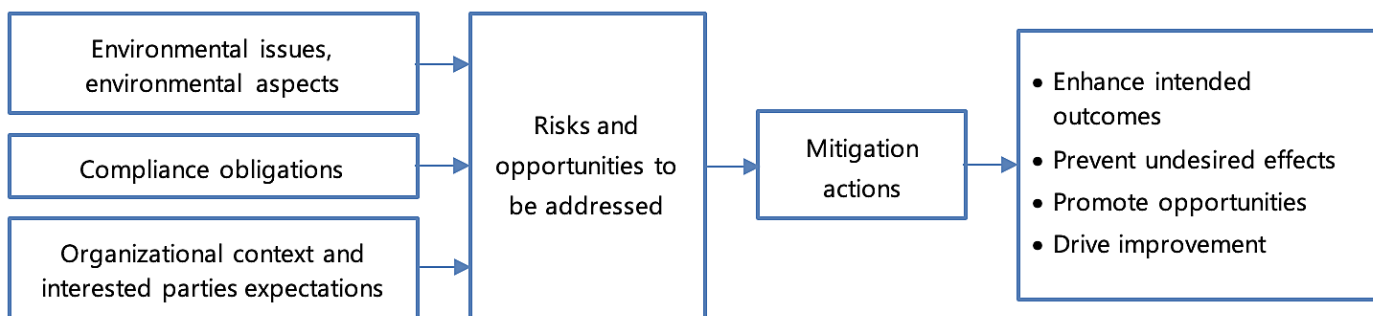 Environmental issues,
environmental aspects
Compliance obligations
Organizational context and
interested parties expectations
Risks and
opportunities to
be addressed
Mitigation
actions
• Enhance intended
outcomes
• Prevent undesired effects
• Promote opportunities
• Drive improvement